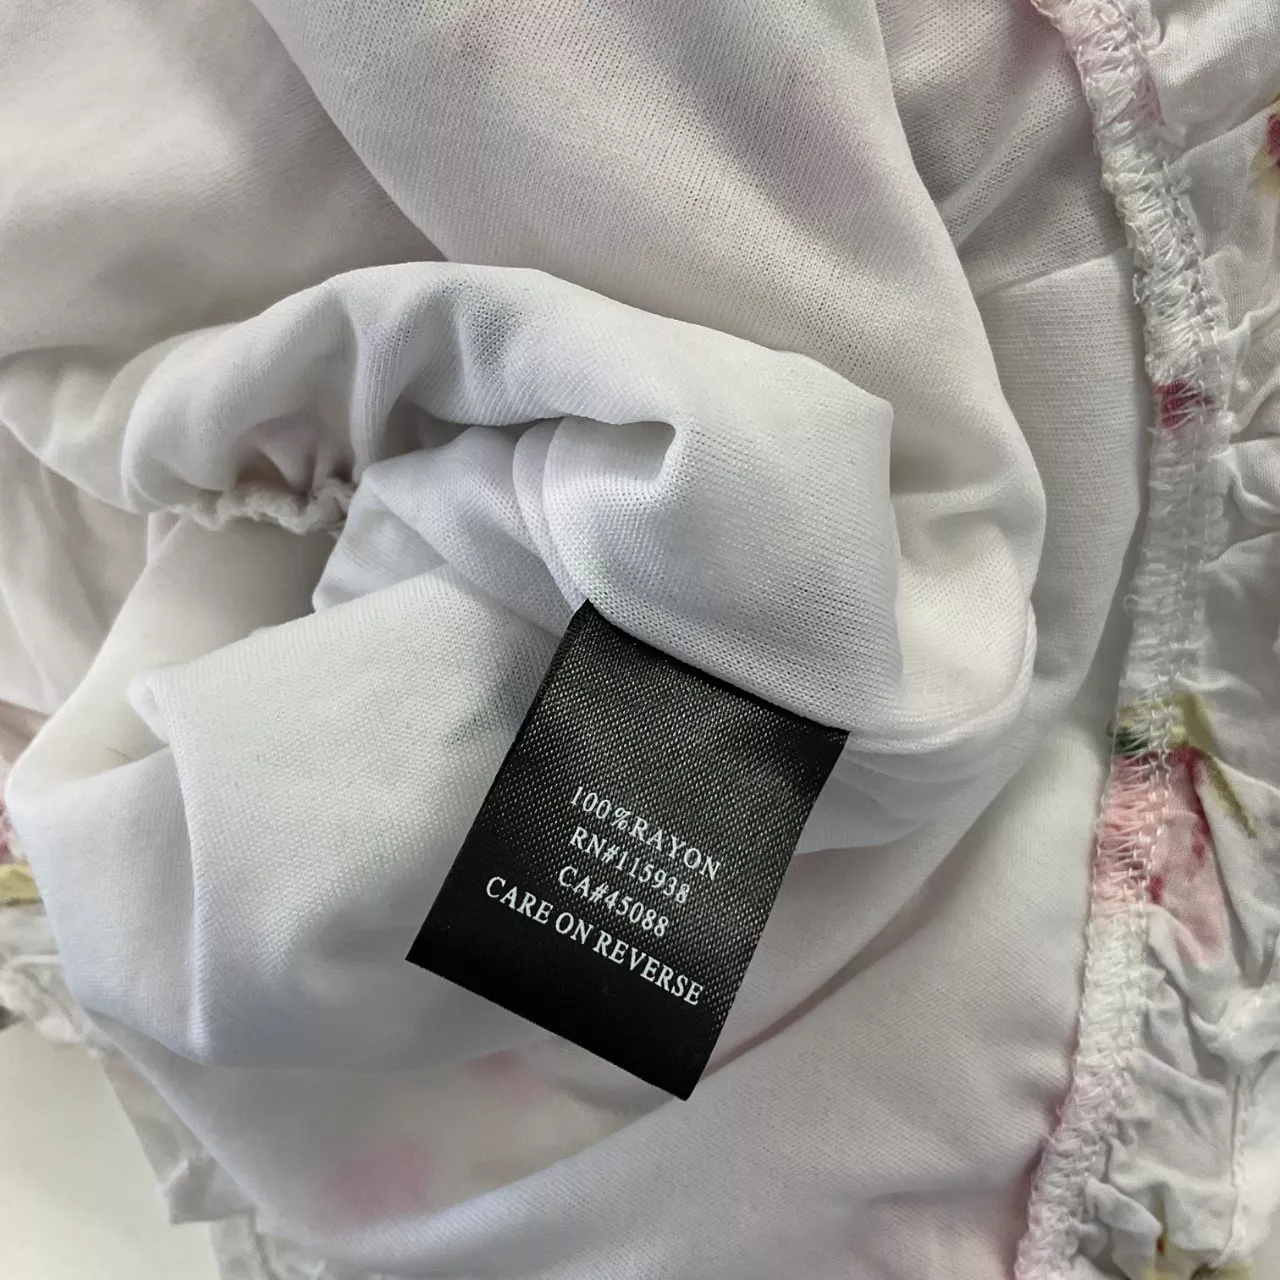 100%RAYON
RN#115938
CA#45088
CARE ON REVERSE